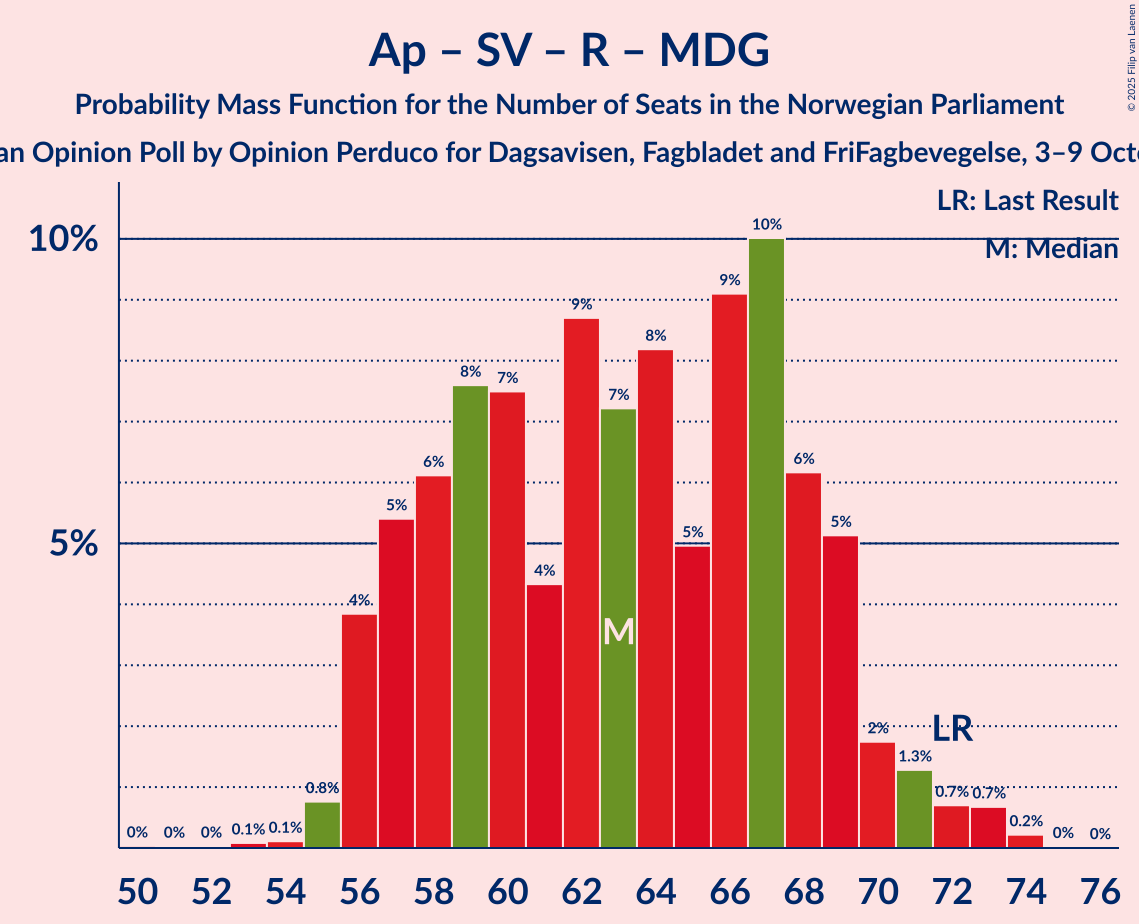 Ap – SV – R – MDG
Probability Mass Function for the Number of Seats in the Norwegian Parliament
an Opinion Poll by Opinion Perduco for Dagsavisen, Fagbladet and FriFagbevegelse, 3–9 Octo
© 2025 Filip van Laenen
LR: Last Result
M: Median
10%
5%
0% 0% 0% 0.1% 0.1% 0.8% 4% 5% 6% 8% 7% 4% 9% 7% 8% 5% 9% 10% 6% 5% 2% 1.3% 0.7% 0.7% 0.2% 0% 0%
M
LR
50 52 54 56 58 60 62 64 66 68 70 72 74 76